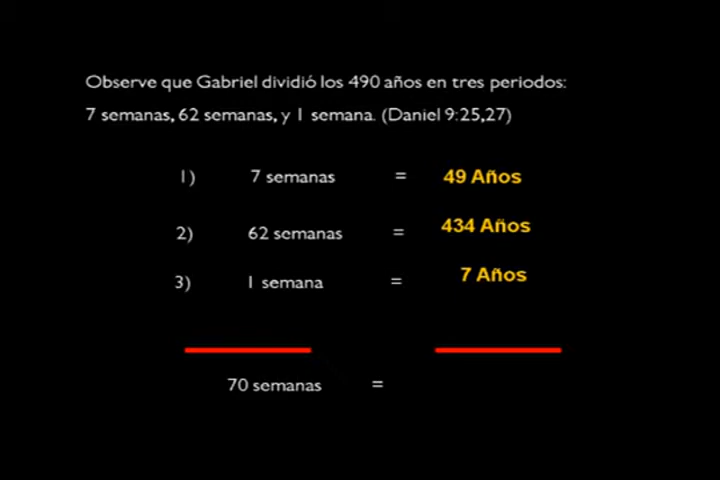 Observe que Gabriel dividió los 490 años en tres periodos:
7 semanas, 62 semanas, y 1 semana. (Daniel 9:25,27)
1) 7 semanas = 49 Años
2) 62 semanas = 434 Años
3) 1 semana = 7 Años
70 semanas =